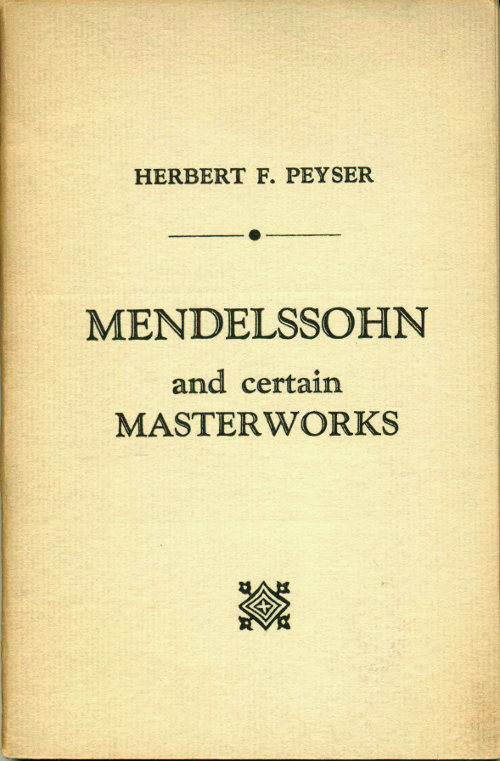 HERBERT F. PEYSER
MENDELSSOHN
and certain
MASTERWORKS